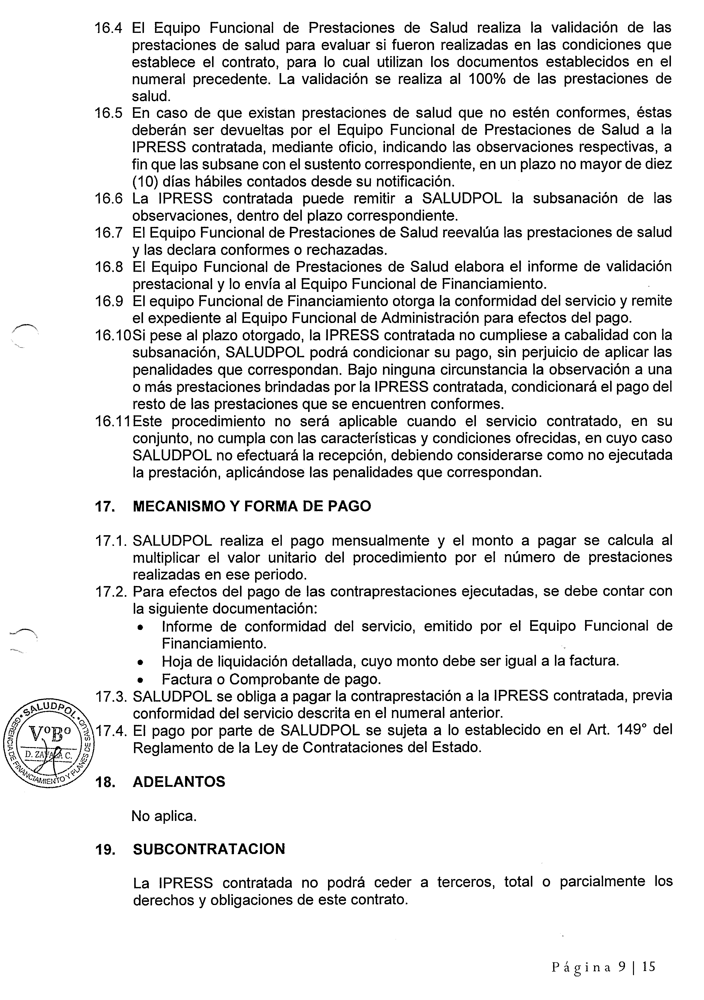 16.4 El Equipo Funcional de Prestaciones de Salud realiza la validación de las
prestaciones de salud para evaluar si fueron realizadas en las condiciones que
establece el contrato, para lo cual utilizan los documentos establecidos en el
numeral precedente. La validación se realiza al 100% de las prestaciones de
salud.
16.5 En caso de que existan prestaciones de salud que no estén conformes, éstas
deberán ser devueltas por el Equipo Funcional de Prestaciones de Salud a la
IPRESS contratada, mediante oficio, indicando las observaciones respectivas, a
fin que las subsane con el sustento correspondiente, en un plazo no mayor de diez
(10) días hábiles contados desde su notificación.
16.6 La IPRESS contratada puede remitir a SALUDPOL la subsanación de las
observaciones, dentro del plazo correspondiente.
16.7 El Equipo Funcional de Prestaciones de Salud reevalúa las prestaciones de salud
y las declara conformes o rechazadas.
16.8 El Equipo Funcional de Prestaciones de Salud elabora el informe de validación
prestacional y lo envía al Equipo Funcional de Financiamiento.
16.9 El equipo Funcional de Financiamiento otorga la conformidad del servicio y remite
el expediente al Equipo Funcional de Administración para efectos del pago.
16.10Si pese al plazo otorgado, la IPRESS contratada no cumpliese a cabalidad con la
subsanación, SALUDPOL podrá condicionar su pago, sin perjuicio de aplicar las
penalidades que correspondan. Bajo ninguna circunstancia la observación a una
o más prestaciones brindadas por la IPRESS contratada, condicionará el pago del
resto de las prestaciones que se encuentren conformes.
16.11Este procedimiento no será aplicable cuando el servicio contratado, en su
conjunto, no cumpla con las características y condiciones ofrecidas, en cuyo caso
SALUDPOL no efectuará la recepción, debiendo considerarse como no ejecutada
la prestación, aplicándose las penalidades que correspondan.
17. MECANISMO Y FORMA DE PAGO
17.1. SALUDPOL realiza el pago mensualmente y el monto a pagar se calcula al
multiplicar el valor unitario del procedimiento por el número de prestaciones
realizadas en ese periodo.
17.2. Para efectos del pago de las contraprestaciones ejecutadas, se debe contar con
la siguiente documentación:
• Informe de conformidad del servicio, emitido por el Equipo Funcional de
Financiamiento.
• Hoja de liquidación detallada, cuyo monto debe ser igual a la factura.
• Factura o Comprobante de pago.
17.3. SALUDPOL se obliga a pagar la contraprestación a la IPRESS contratada, previa
conformidad del servicio descrita en el numeral anterior.
17.4. El pago por parte de SALUDPOL se sujeta a lo establecido en el Art. 149° del
Reglamento de la Ley de Contrataciones del Estado.
SALUDPOL
GERENCIA DE FINANCIAMIENTO Y PLANES DE SALUD
V°B°
D. ZAVALA C.
18. ADELANTOS
No aplica.
19. SUBCONTRATACION
La IPRESS contratada no podrá ceder a terceros, total o parcialmente los
derechos y obligaciones de este contrato.
Página 9 | 15